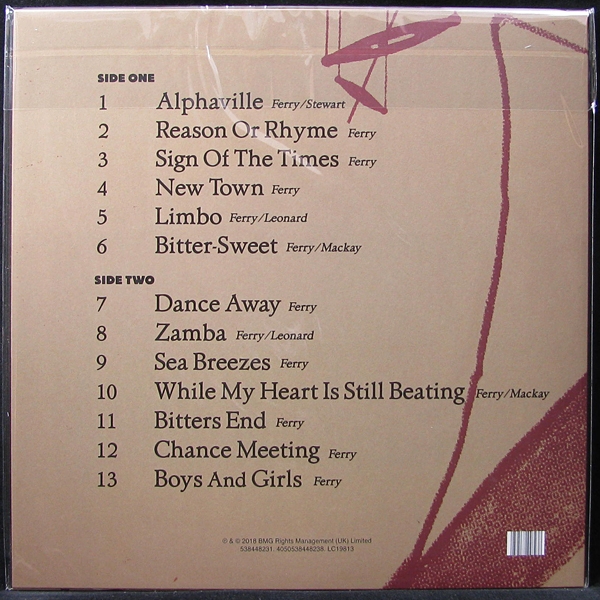 SIDE ONE
1 Alphaville Ferry/Stewart
2 Reason Or Rhyme Ferry
3 Sign Of The Times Ferry
4 New Town Ferry
5 Limbo Ferry/Leonard
6 Bitter-Sweet Ferry/Mackay
SIDE TWO
7 Dance Away Ferry
8 Zamba Ferry/Leonard
9 Sea Breezes Ferry
10 While My Heart Is Still Beating Ferry/Mackay
11 Bitters End Ferry
12 Chance Meeting Ferry
13 Boys And Girls Ferry
℗ & © 2018 BMG Rights Management (UK) Limited
538448231. 4050538448238. LC19813